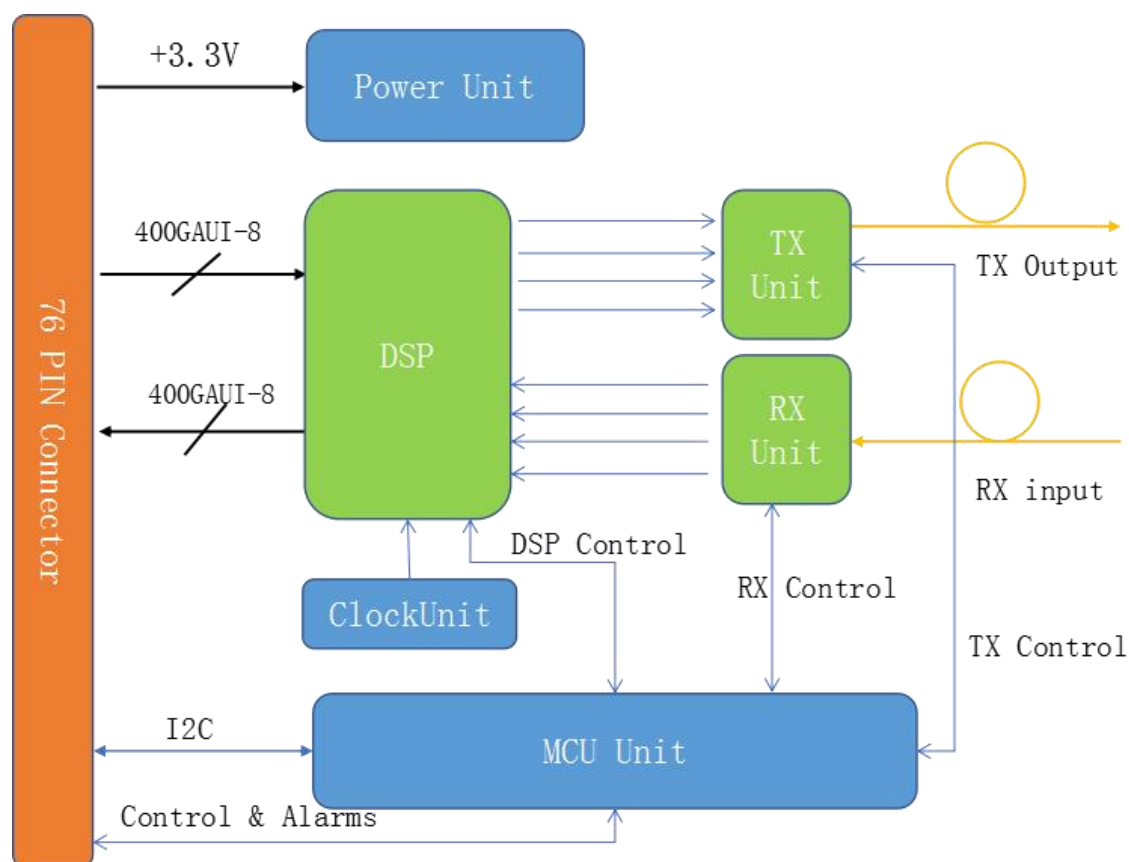 +3.3V
Power Unit
400GAUI-8
TX
Unit
TX Output
76 PIN Connector
DSP
400GAUI-8
RX
Unit
RX input
DSP Control
RX Control
ClockUnit
TX Control
I2C
MCU Unit
Control & Alarms